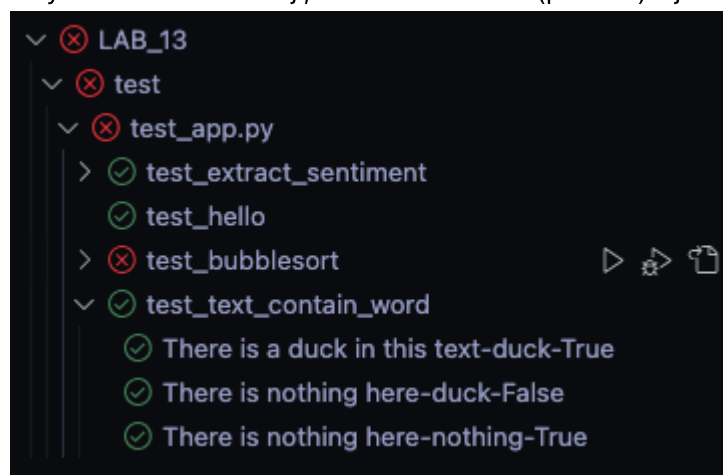 LAB_13
test
test_app.py
test_extract_sentiment
test_hello
test_bubblesort
test_text_contain_word
There is a duck in this text-duck-True
There is nothing here-duck-False
There is nothing here-nothing-True